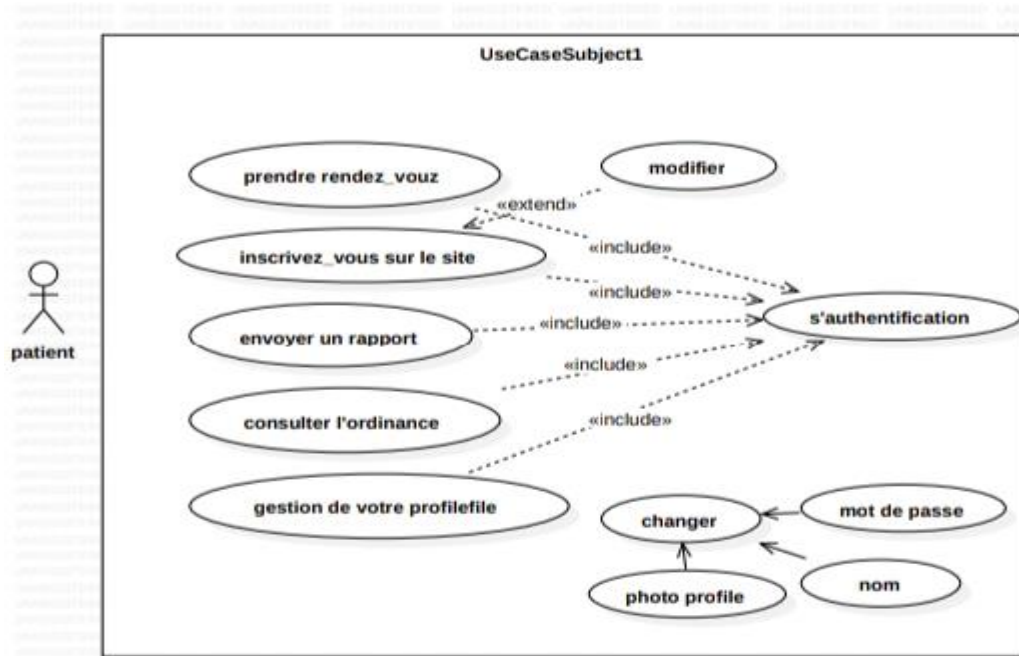 UseCaseSubject1
prendre rendez_vouz
modifier
«extend»
inscrivez_vous sur le site
«include»
«include»
s'authentification
envoyer un rapport
«include»
patient
«include»
consulter l'ordinance
«include»
gestion de votre profilefile
changer
mot de passe
photo profile
nom